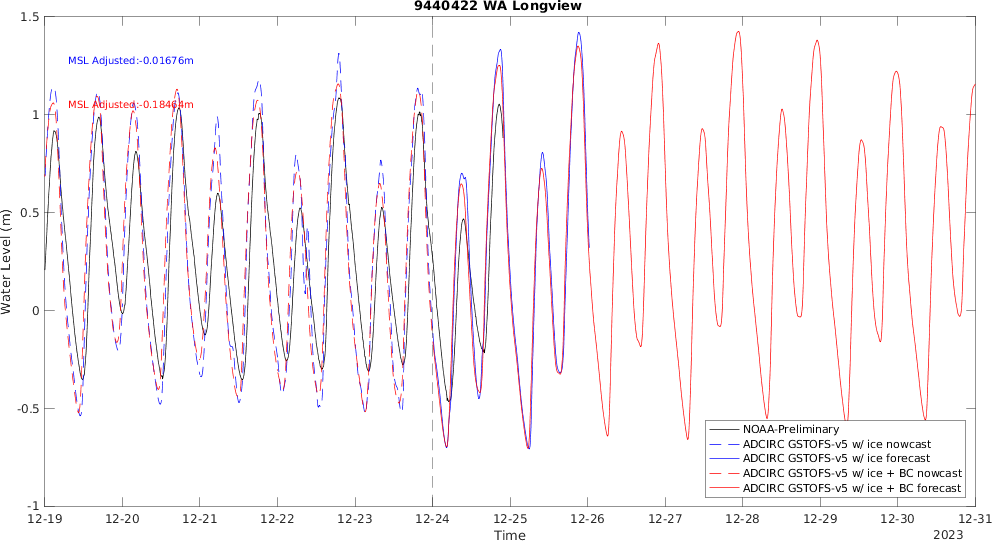 9440422 WA Longview
1.5
1
0.5
0
-0.5
-1
Water Level (m)
MSL Adjusted:-0.01676m
MSL Adjusted:-0.18464m
NOAA-Preliminary
ADCIRC GSTOFS-v5 w/ ice nowcast
ADCIRC GSTOFS-v5 w/ ice forecast
ADCIRC GSTOFS-v5 w/ ice + BC nowcast
ADCIRC GSTOFS-v5 w/ ice + BC forecast
12-19 12-20 12-21 12-22 12-23 12-24 12-25 12-26 12-27 12-28 12-29 12-30 12-31
Time
2023